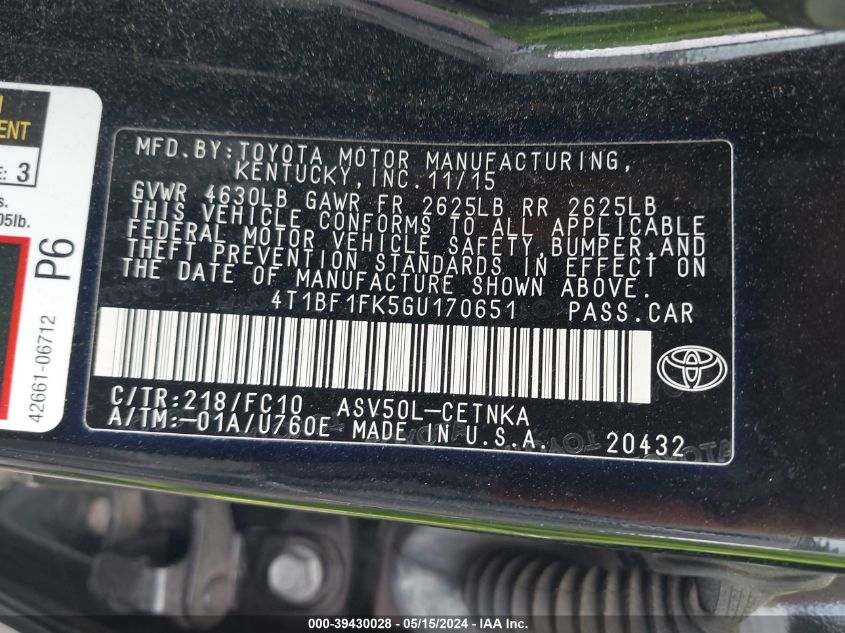 ENT
E: 3
s.
05lb.
P6
42661-06712
MFD.BY:TOYOTA MOTOR MANUFACTURING,
KENTUCKY,INC.11/15
GVWR 4630LB GAWR FR 2625LB RR 2625LB
THIS VEHICLE CONFORMS TO ALL APPLICABLE
FEDERAL MOTOR VEHICLE SAFETY,BUMPER,AND
THEFT PREVENTION STANDARDS IN EFFECT ON
THE DATE OF MANUFACTURE SHOWN ABOVE.
4T1BF1FK5GU170651 PASS.CAR
C/TR:218/FC10 ASV50L-CETNKA
A/TM:-01A/U760E MADE IN U.S.A. 20432
000-39430028 - 05/15/2024 - IAA Inc.